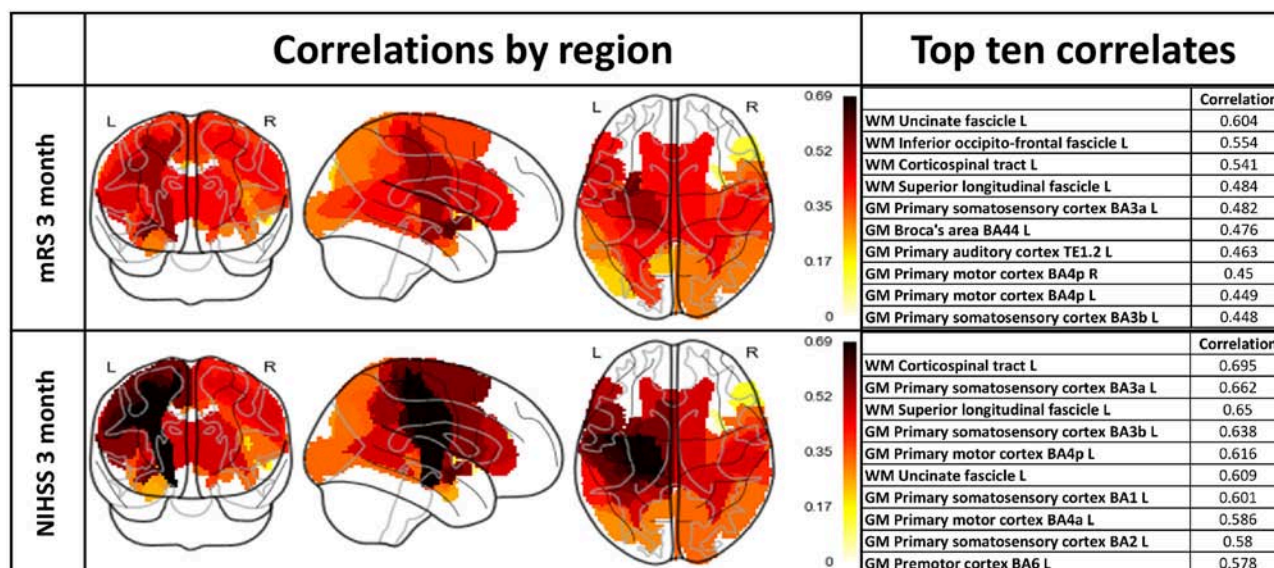 Correlations by region
Top ten correlates
mRS 3 month
L
R
L
R
0.69
0.52
0.35
0.17
0
Correlation
WM Uncinate fascicle L 0.604
WM Inferior occipito-frontal fascicle L 0.554
WM Corticospinal tract L 0.541
WM Superior longitudinal fascicle L 0.484
GM Primary somatosensory cortex BA3a L 0.482
GM Broca's area BA44 L 0.476
GM Primary auditory cortex TE1.2 L 0.463
GM Primary motor cortex BA4p R 0.45
GM Primary motor cortex BA4p L 0.449
GM Primary somatosensory cortex BA3b L 0.448
NIHSS 3 month
L
R
L
R
0.69
0.52
0.35
0.17
0
Correlation
WM Corticospinal tract L 0.695
GM Primary somatosensory cortex BA3a L 0.662
WM Superior longitudinal fascicle L 0.65
GM Primary somatosensory cortex BA3b L 0.638
GM Primary motor cortex BA4p L 0.616
WM Uncinate fascicle L 0.609
GM Primary somatosensory cortex BA1 L 0.601
GM Primary motor cortex BA4a L 0.586
GM Primary somatosensory cortex BA2 L 0.58
GM Premotor cortex BA6 L 0.578